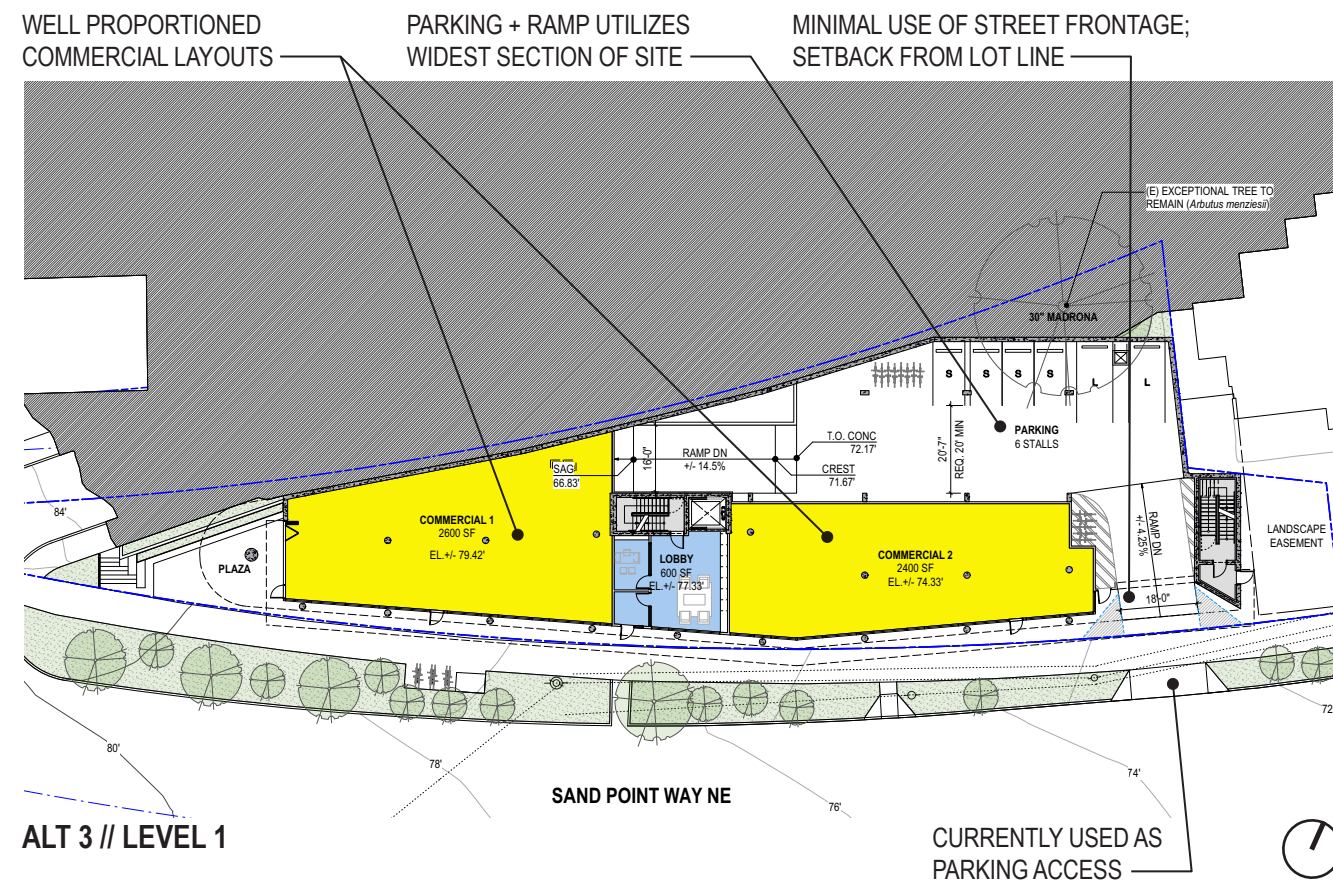 WELL PROPORTIONED
COMMERCIAL LAYOUTS
PARKING + RAMP UTILIZES
WIDEST SECTION OF SITE
MINIMAL USE OF STREET FRONTAGE;
SETBACK FROM LOT LINE
(E) EXCEPTIONAL TREE TO
REMAIN (Arbutus menziesii)
30" MADRONA
S
S
S
S
L
L
PARKING
6 STALLS
20'-7"
REQ. 20' MIN
T.O. CONC
72.17'
CREST
71.67'
RAMP DN
+/- 14.5%
16'-0"
SAG
66.83'
COMMERCIAL 1
2600 SF
EL.+/- 79.42'
LOBBY
600 SF
EL.+/- 77.33'
COMMERCIAL 2
2400 SF
EL.+/- 74.33'
RAMP DN
+/- 4.25%
18'-0"
LANDSCAPE
EASEMENT
PLAZA
84'
80'
78'
76'
74'
72
SAND POINT WAY NE
ALT 3 // LEVEL 1
CURRENTLY USED AS
PARKING ACCESS